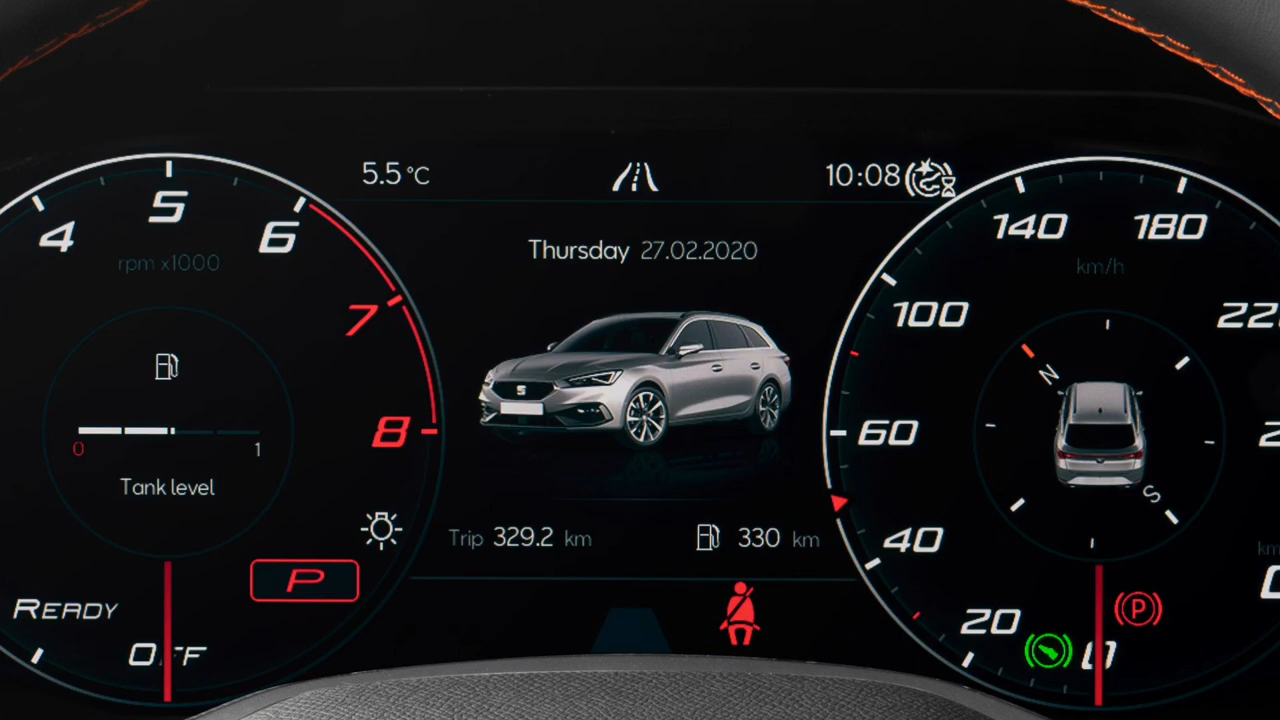 5.5 °C
10:08
Thursday 27.02.2020
4
5
6
7
8
rpm x1000
0
1
Tank level
P
READY
OFF
Trip 329.2 km
330 km
0
20
40
60
100
140
180
km/h
N
S
P